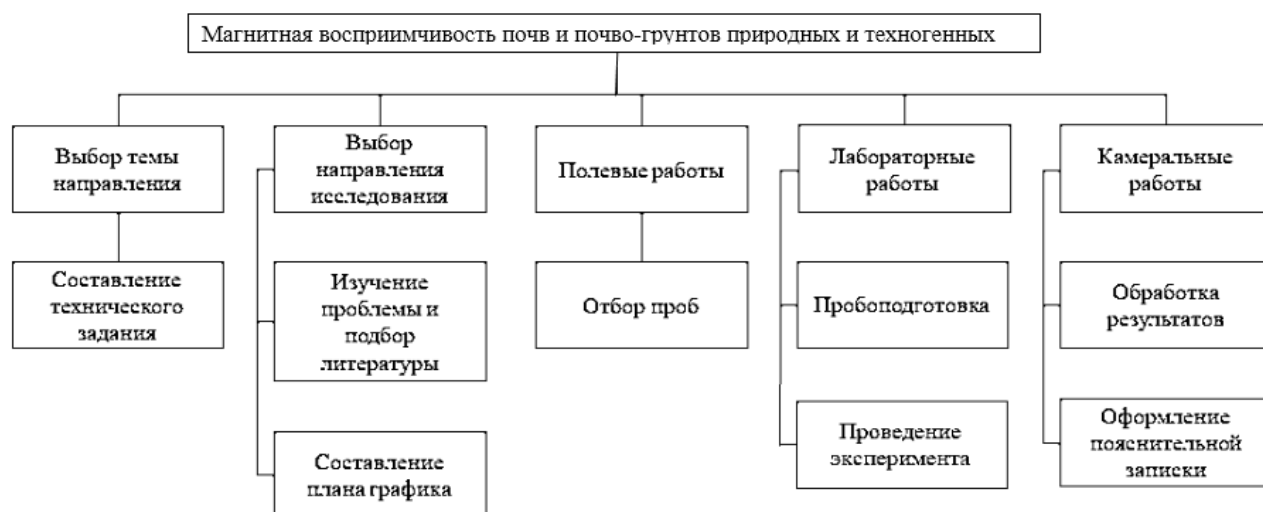 Магнитная восприимчивость почв и почво-грунтов природных и техногенных
Выбор темы
направления
Выбор
направления
исследования
Полевые работы
Лабораторные
работы
Камеральные
работы
Составление
технического
задания
Изучение
проблемы и
подбор
литературы
Отбор проб
Пробоподготовка
Обработка
результатов
Составление
плана графика
Проведение
эксперимента
Оформление
пояснительной
записки